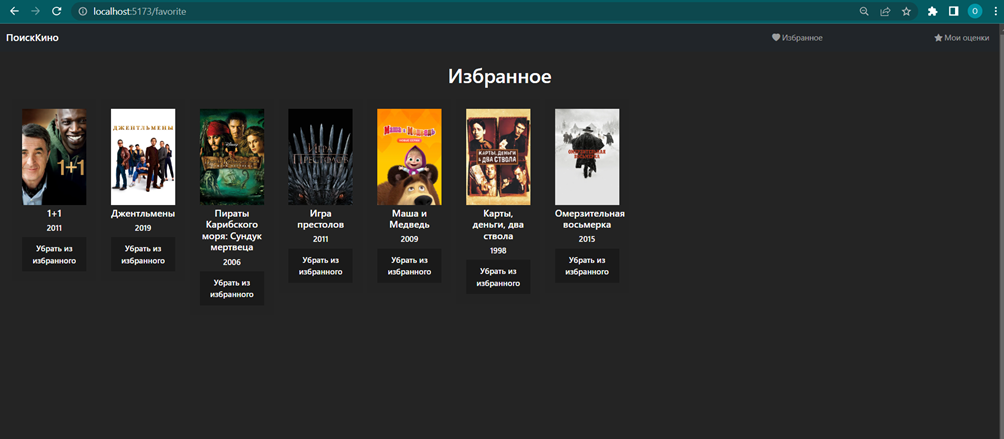 localhost:5173/favorite
O
ПоискКино
Избранное
Мои оценки
Избранное
1+1
ДЖЕНТЛЬМЕНЫ
ИГРА
ПРЕСТОЛОВ
Маша и Медведь
КАРТЫ, ДЕНЬГИ
ДВА СТВОЛА
1+1
2011
Убрать из
избранного
Джентльмены
2019
Убрать из
избранного
Пираты
Карибского
моря: Сундук
мертвеца
2006
Убрать из
избранного
Игра
престолов
2011
Убрать из
избранного
Маша и
Медведь
2009
Убрать из
избранного
Карты,
деньги, два
ствола
1998
Убрать из
избранного
Омерзительная
восьмерка
2015
Убрать из
избранного